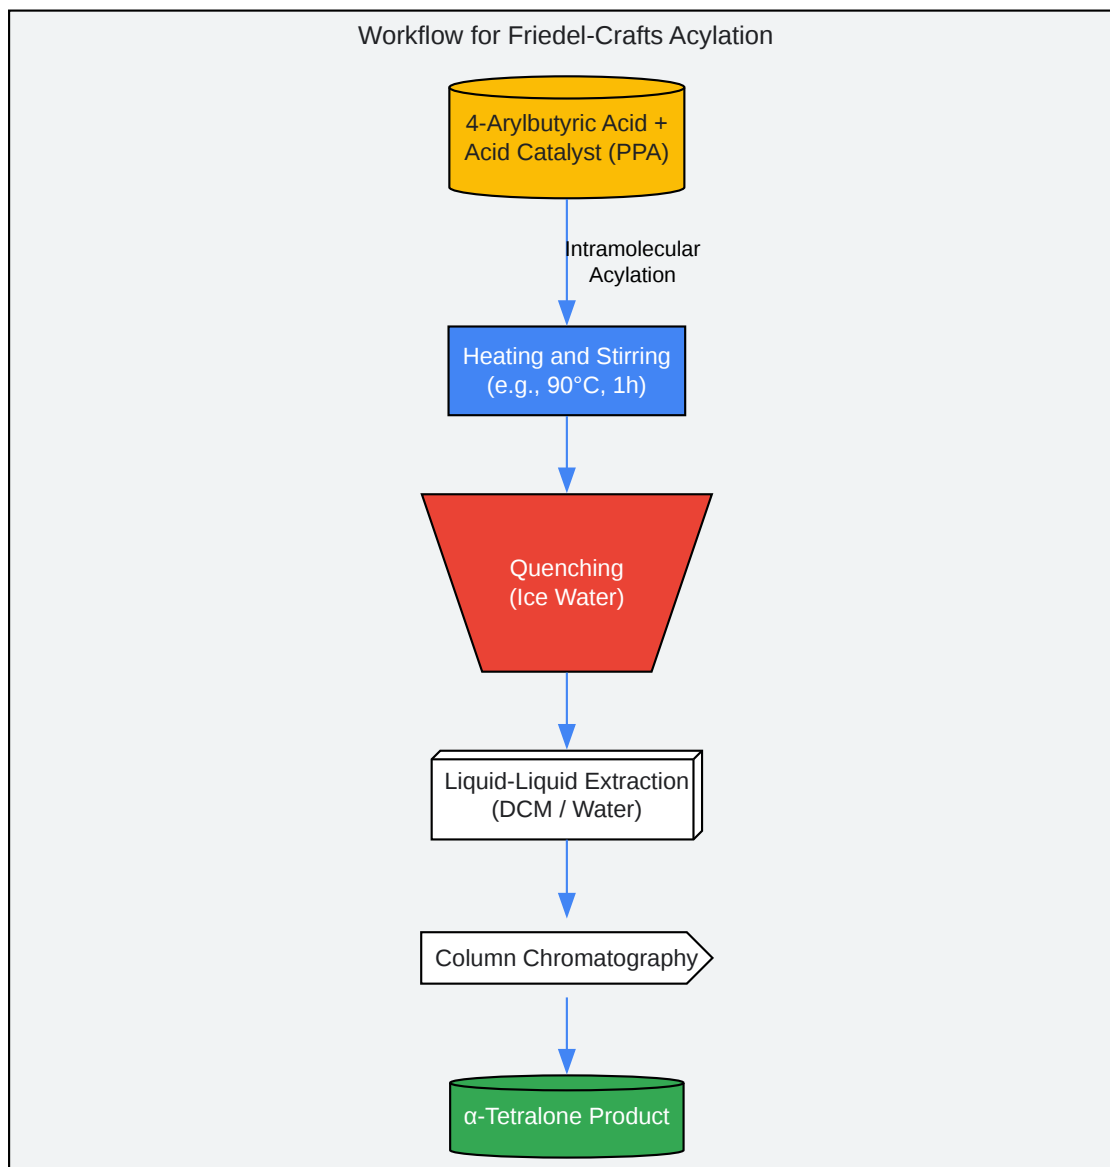 Workflow for Friedel-Crafts Acylation
4-Arylbutyric Acid +
Acid Catalyst (PPA)
Intramolecular
Acylation
Heating and Stirring
(e.g., 90°C, 1h)
Quenching
(Ice Water)
Liquid-Liquid Extraction
(DCM / Water)
Column Chromatography
α-Tetralone Product